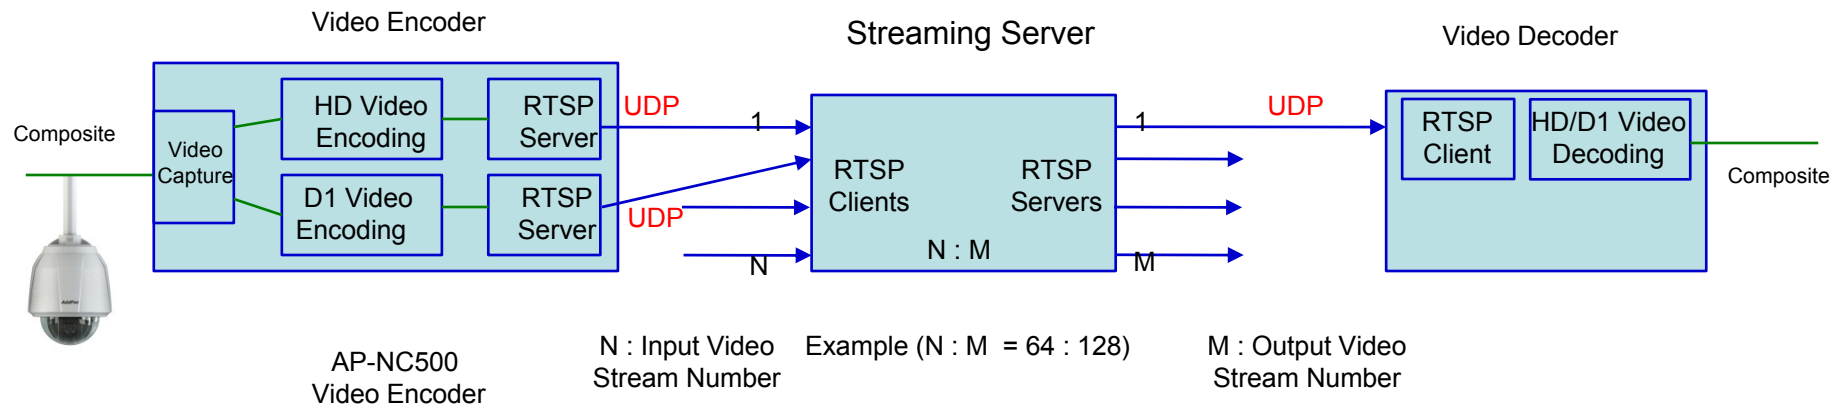 Video Encoder
Streaming Server
Video Decoder
Composite
Video
Capture
HD Video
Encoding
RTSP
Server
UDP
D1 Video
Encoding
RTSP
Server
UDP
1
N
RTSP
Clients
RTSP
Servers
N : M
1
M
UDP
RTSP
Client
HD/D1 Video
Decoding
Composite
AddPac
AP-NC500
Video Encoder
N : Input Video
Stream Number
Example (N : M = 64 : 128)
M : Output Video
Stream Number